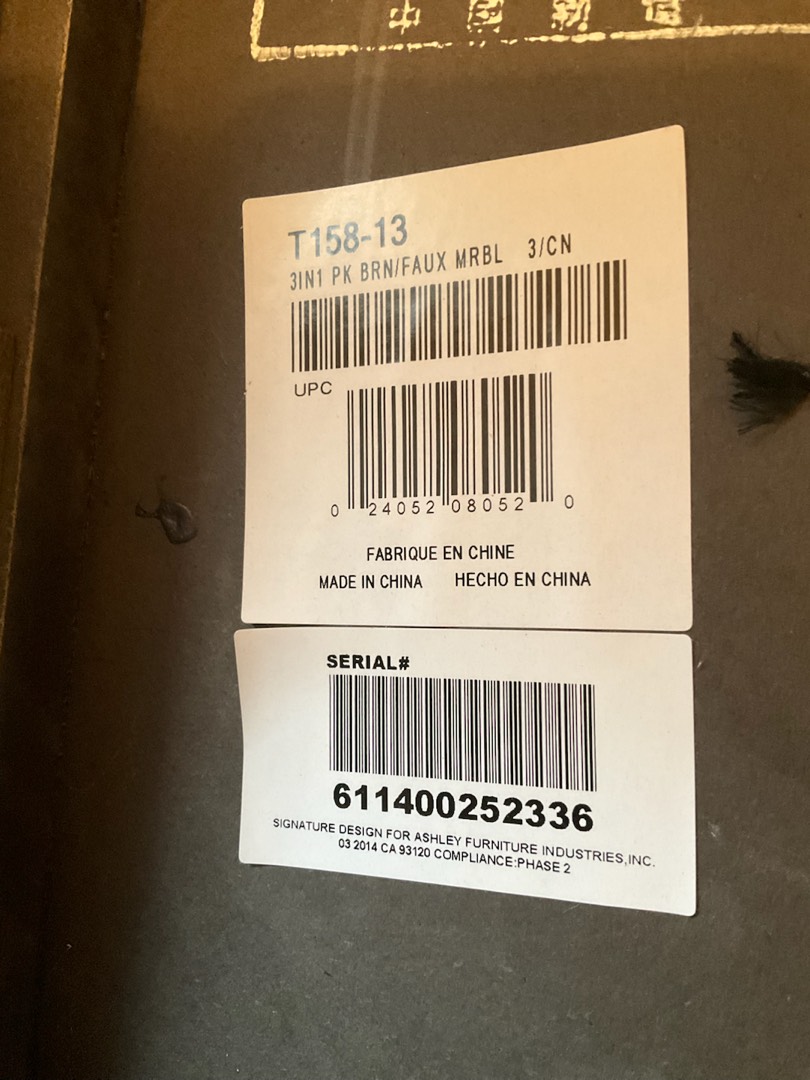 T158-13
3IN1 PK BRN/FAUX MRBL 3/CN
UPC
0 24052 08052 0
FABRIQUE EN CHINE
MADE IN CHINA HECHO EN CHINA
SERIAL#
611400252336
SIGNATURE DESIGN FOR ASHLEY FURNITURE INDUSTRIES,INC.
03 2014 CA 93120 COMPLIANCE:PHASE 2